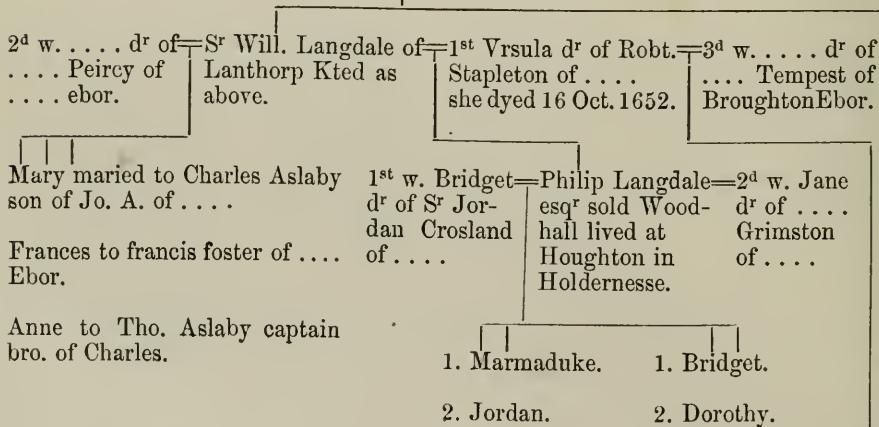 2ᵈ w. . . . . dʳ of
. . . . Peircy of
. . . . ebor.
Sʳ Will. Langdale of
Lanthorp Kted as
above.
1ˢᵗ Vrsula dʳ of Robt.
Stapleton of . . . .
she dyed 16 Oct. 1652.
3ᵈ w. . . . . dʳ of
. . . . Tempest of
BroughtonEbor.
Mary maried to Charles Aslaby
son of Jo. A. of . . . .
Frances to francis foster of . . . .
Ebor.
Anne to Tho. Aslaby captain
bro. of Charles.
1ˢᵗ w. Bridget
dʳ of Sʳ Jor-
dan Crosland
of . . . .
Philip Langdale
esqʳ sold Wood-
hall lived at
Houghton in
Holdernesse.
2ᵈ w. Jane
dʳ of . . . .
Grimston
of . . . .
1. Marmaduke.
2. Jordan.
1. Bridget.
2. Dorothy.